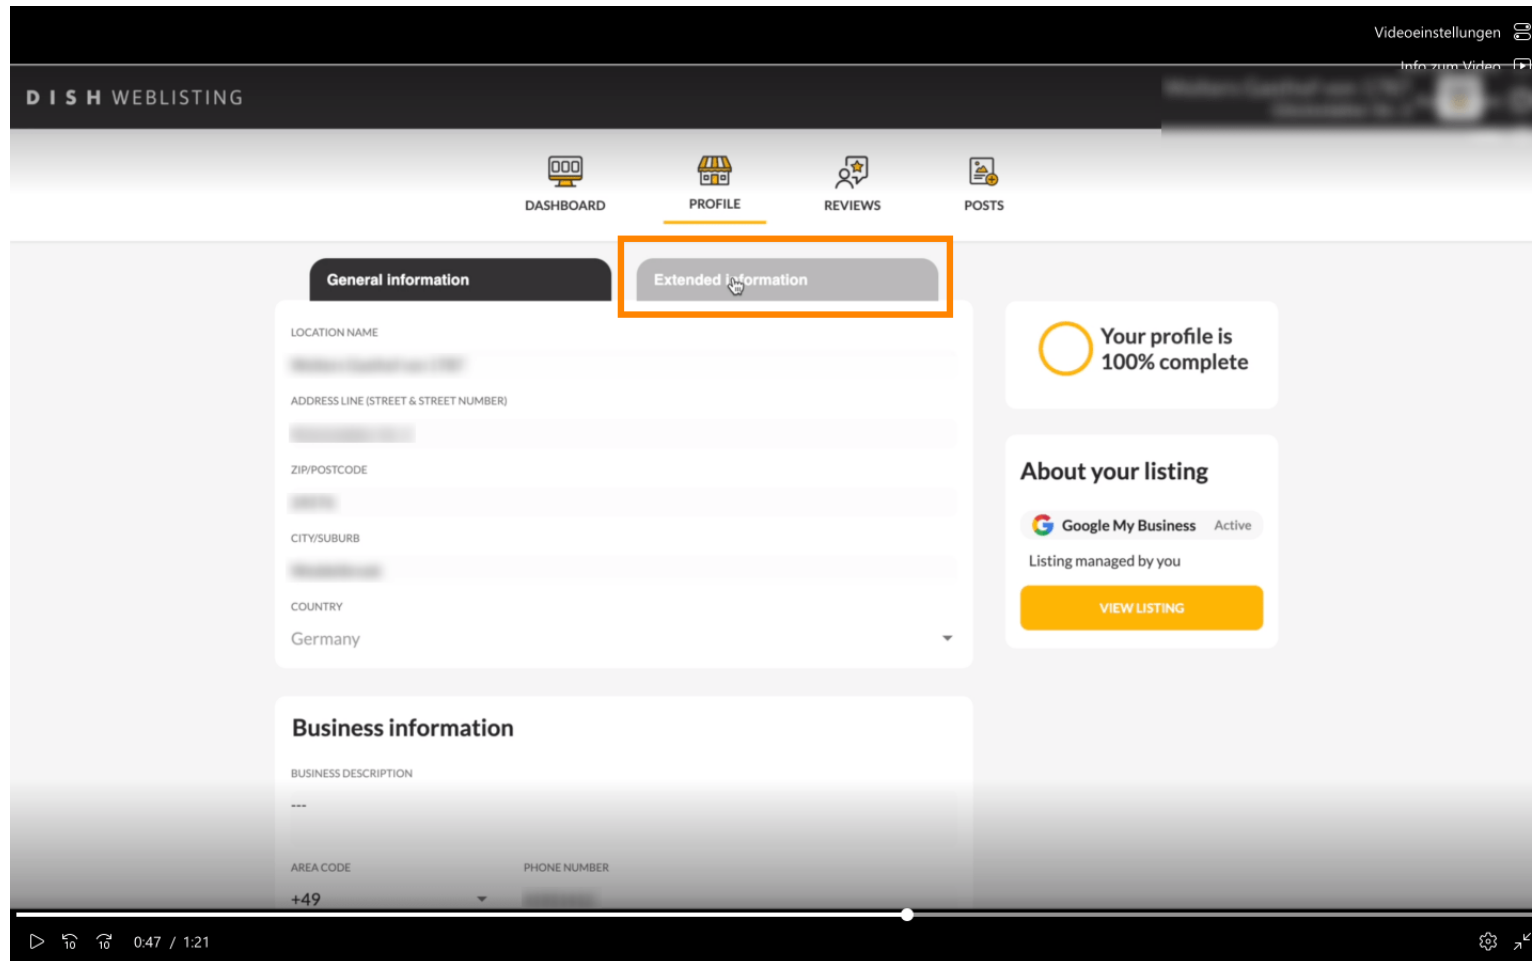 Videoeinstellungen
Info zum Video
DISH WEBLISTING
DASHBOARD
PROFILE
REVIEWS
POSTS
General information
Extended information
LOCATION NAME
ADDRESS LINE (STREET & STREET NUMBER)
ZIP/POSTCODE
CITY/SUBURB
COUNTRY
Germany
Your profile is
100% complete
About your listing
Google My Business Active
Listing managed by you
VIEW LISTING
Business information
BUSINESS DESCRIPTION
---
AREA CODE
PHONE NUMBER
+49
10
10
0:47 / 1:21